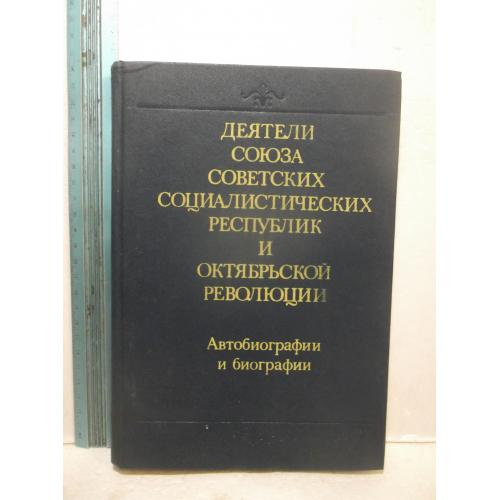 ДЕЯТЕЛИ
СОЮЗА
СОВЕТСКИХ
СОЦИАЛИСТИЧЕСКИХ
РЕСПУБЛИК
И
ОКТЯБРЬСКОЙ
РЕВОЛЮЦИИ
Автобиографии
и биографии